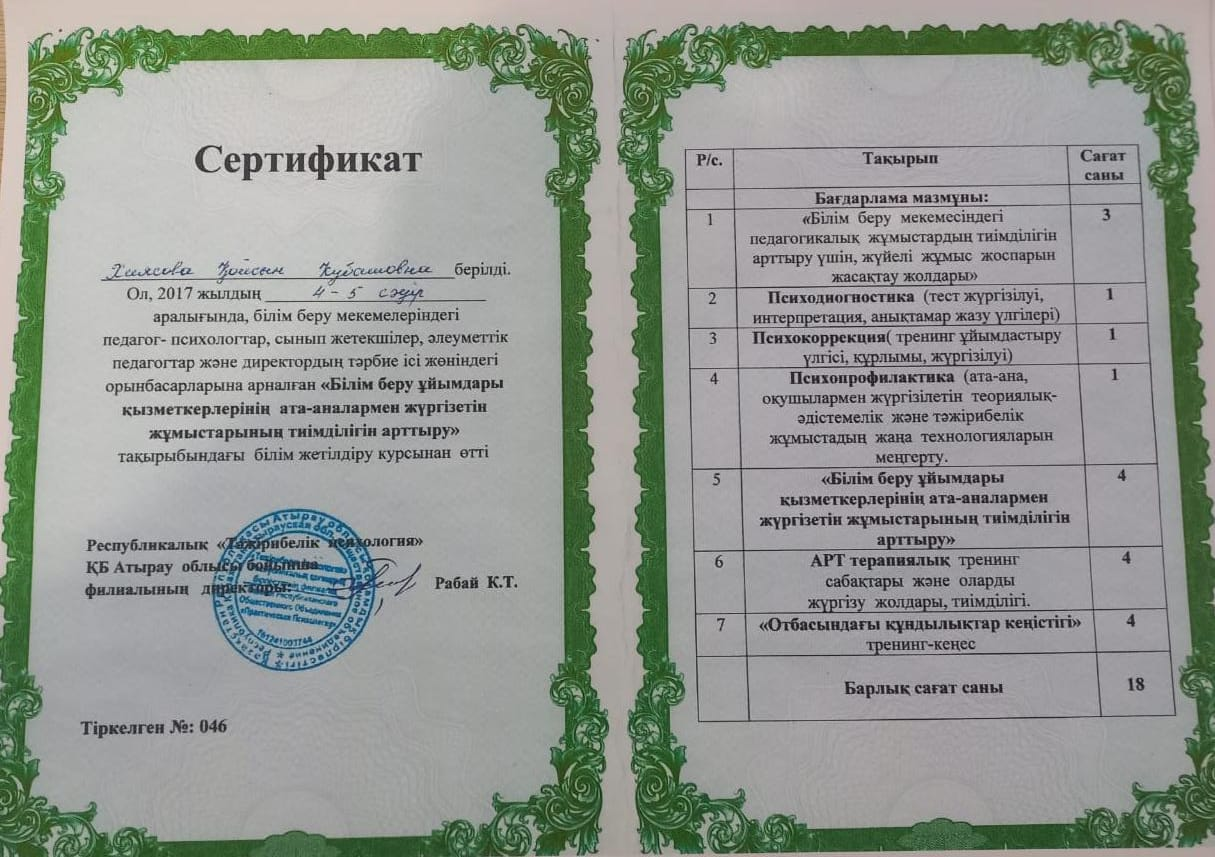 Сертификат
Хиясова Қойсын Кубашовна берілді.
Ол, 2017 жылдың 4 – 5 сәуір
аралығында, білім беру мекемелеріндегі
педагог- психологтар, сынып жетекшілер, әлеуметтік
педагогтар және директордың тәрбие ісі жөніндегі
орынбасарларына арналған «Білім беру ұйымдары
қызметкерлерінің ата-аналармен жүргізетін
жұмыстарының тиімділігін арттыру»
тақырыбындағы білім жетілдіру курсынан өтті
Республикалық «Тәжірибелік психология»
ҚБ Атырау облысы бойынша
филиалының директоры: Рабай К.Т.
161241007744
Тіркелген №: 046
Р/с. Тақырып Сағат
саны
Бағдарлама мазмұны:
1 «Білім беру мекемесіндегі 3
педагогикалық жұмыстардың тиімділігін
арттыру үшін, жүйелі жұмыс жоспарын
жасақтау жолдары»
2 Психодиогностика (тест жүргізілуі, 1
интерпретация, анықтамар жазу үлгілері)
3 Психокоррекция( тренинг ұйымдастыру 1
үлгісі, құрлымы, жүргізілуі)
4 Психопрофилактика (ата-ана, 1
оқушылармен жүргізілетін теориялық-
әдістемелік және тәжірибелік
жұмыстадың жаңа технологияларын
меңгерту.
5 «Білім беру ұйымдары 4
қызметкерлерінің ата-аналармен
жүргізетін жұмыстарының тиімділігін
арттыру»
6 АРТ терапиялық тренинг 4
сабақтары және оларды
жүргізу жолдары, тиімділігі.
7 «Отбасындағы құндылықтар кеңістігі» 4
тренинг-кеңес
Барлық сағат саны 18